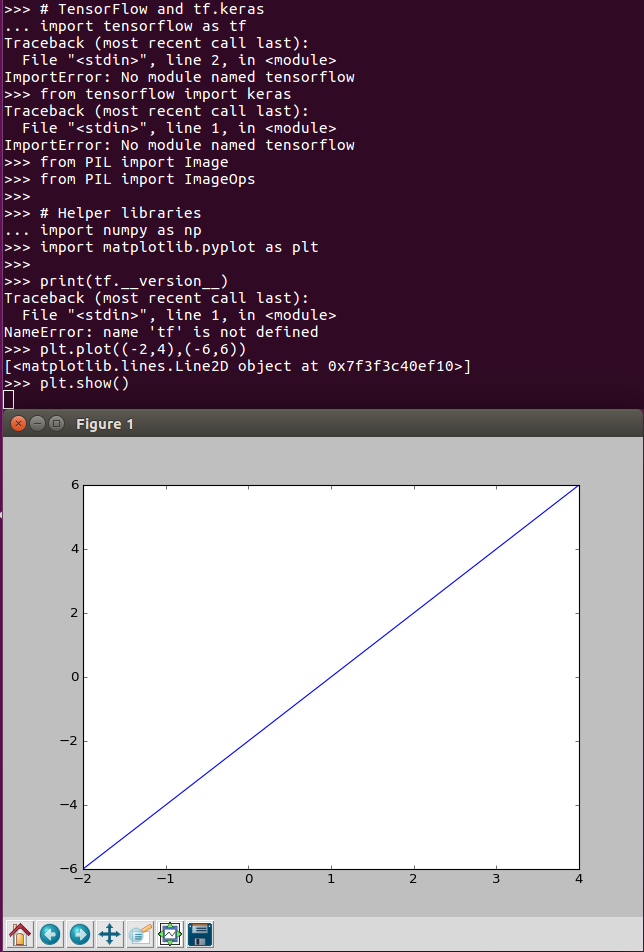 >>> # TensorFlow and tf.keras
... import tensorflow as tf
Traceback (most recent call last):
  File "<stdin>", line 2, in <module>
ImportError: No module named tensorflow
>>> from tensorflow import keras
Traceback (most recent call last):
  File "<stdin>", line 1, in <module>
ImportError: No module named tensorflow
>>> from PIL import Image
>>> from PIL import ImageOps
>>>
>>> # Helper libraries
... import numpy as np
>>> import matplotlib.pyplot as plt
>>>
>>> print(tf.__version__)
Traceback (most recent call last):
  File "<stdin>", line 1, in <module>
NameError: name 'tf' is not defined
>>> plt.plot((-2,4),(-6,6))
[<matplotlib.lines.Line2D object at 0x7f3f3c40ef10>]
>>> plt.show()
Figure 1
6
4
2
0
−2
−4
−6
−2 −1 0 1 2 3 4